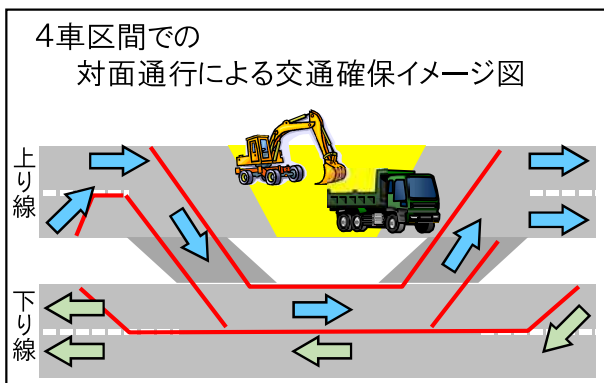 4車区間での
対面通行による交通確保イメージ図
上り線
下り線